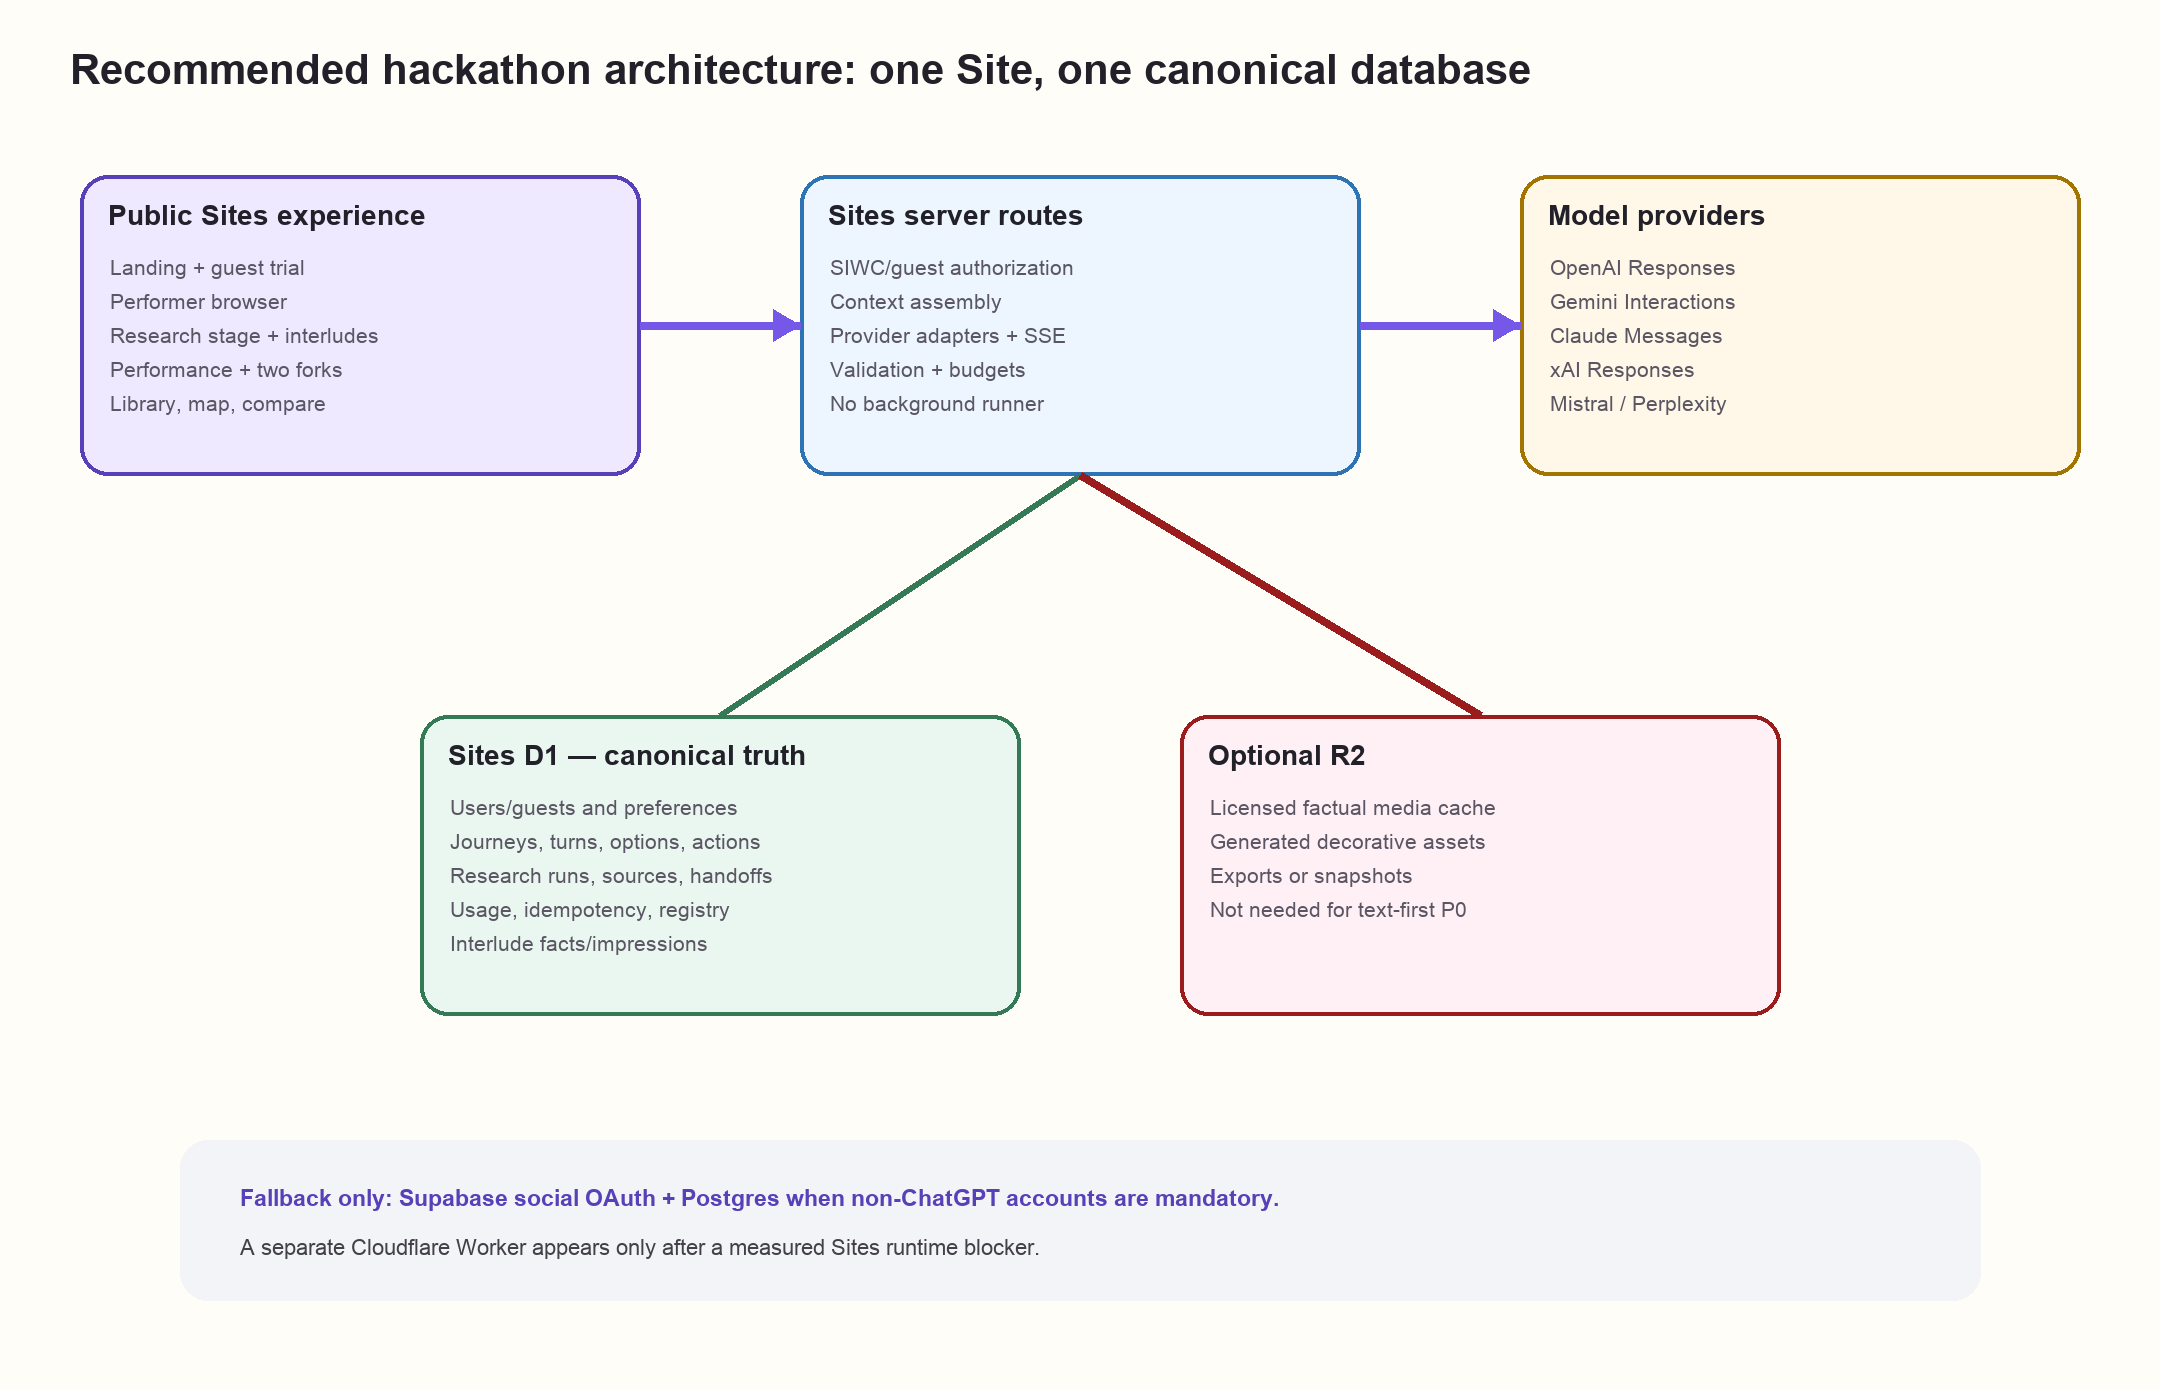 Recommended hackathon architecture: one Site, one canonical database
Public Sites experience
Landing + guest trial
Performer browser
Research stage + interludes
Performance + two forks
Library, map, compare
Sites server routes
SIWC/guest authorization
Context assembly
Provider adapters + SSE
Validation + budgets
No background runner
Model providers
OpenAI Responses
Gemini Interactions
Claude Messages
xAI Responses
Mistral / Perplexity
Sites D1 — canonical truth
Users/guests and preferences
Journeys, turns, options, actions
Research runs, sources, handoffs
Usage, idempotency, registry
Interlude facts/impressions
Optional R2
Licensed factual media cache
Generated decorative assets
Exports or snapshots
Not needed for text-first P0
Fallback only: Supabase social OAuth + Postgres when non-ChatGPT accounts are mandatory.
A separate Cloudflare Worker appears only after a measured Sites runtime blocker.